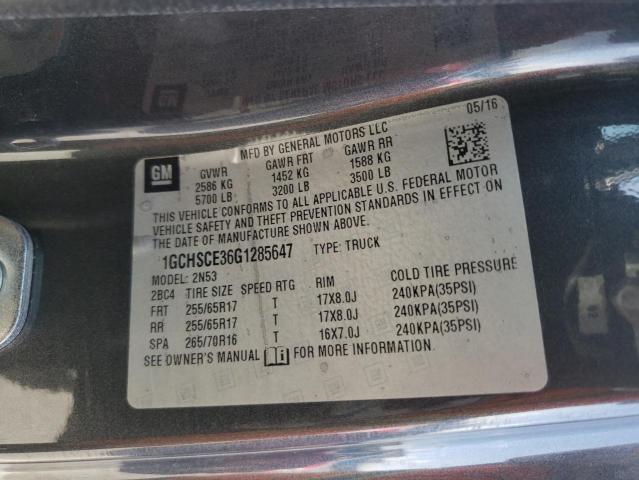 05/16
MFD BY GENERAL MOTORS LLC
GM GVWR GAWR FRT GAWR RR
2586 KG 1452 KG 1588 KG
5700 LB 3200 LB 3500 LB
THIS VEHICLE CONFORMS TO ALL APPLICABLE U.S. FEDERAL MOTOR
VEHICLE SAFETY AND THEFT PREVENTION STANDARDS IN EFFECT ON
THE DATE OF MANUFACTURE SHOWN ABOVE.
1GCHSCE36G1285647 TYPE: TRUCK
MODEL: 2N53
2BC4 TIRE SIZE SPEED RTG RIM COLD TIRE PRESSURE
FRT 255/65R17 T 17X8.0J 240KPA(35PSI)
RR 255/65R17 T 17X8.0J 240KPA(35PSI)
SPA 265/70R16 T 16X7.0J 240KPA(35PSI)
SEE OWNER'S MANUAL FOR MORE INFORMATION.